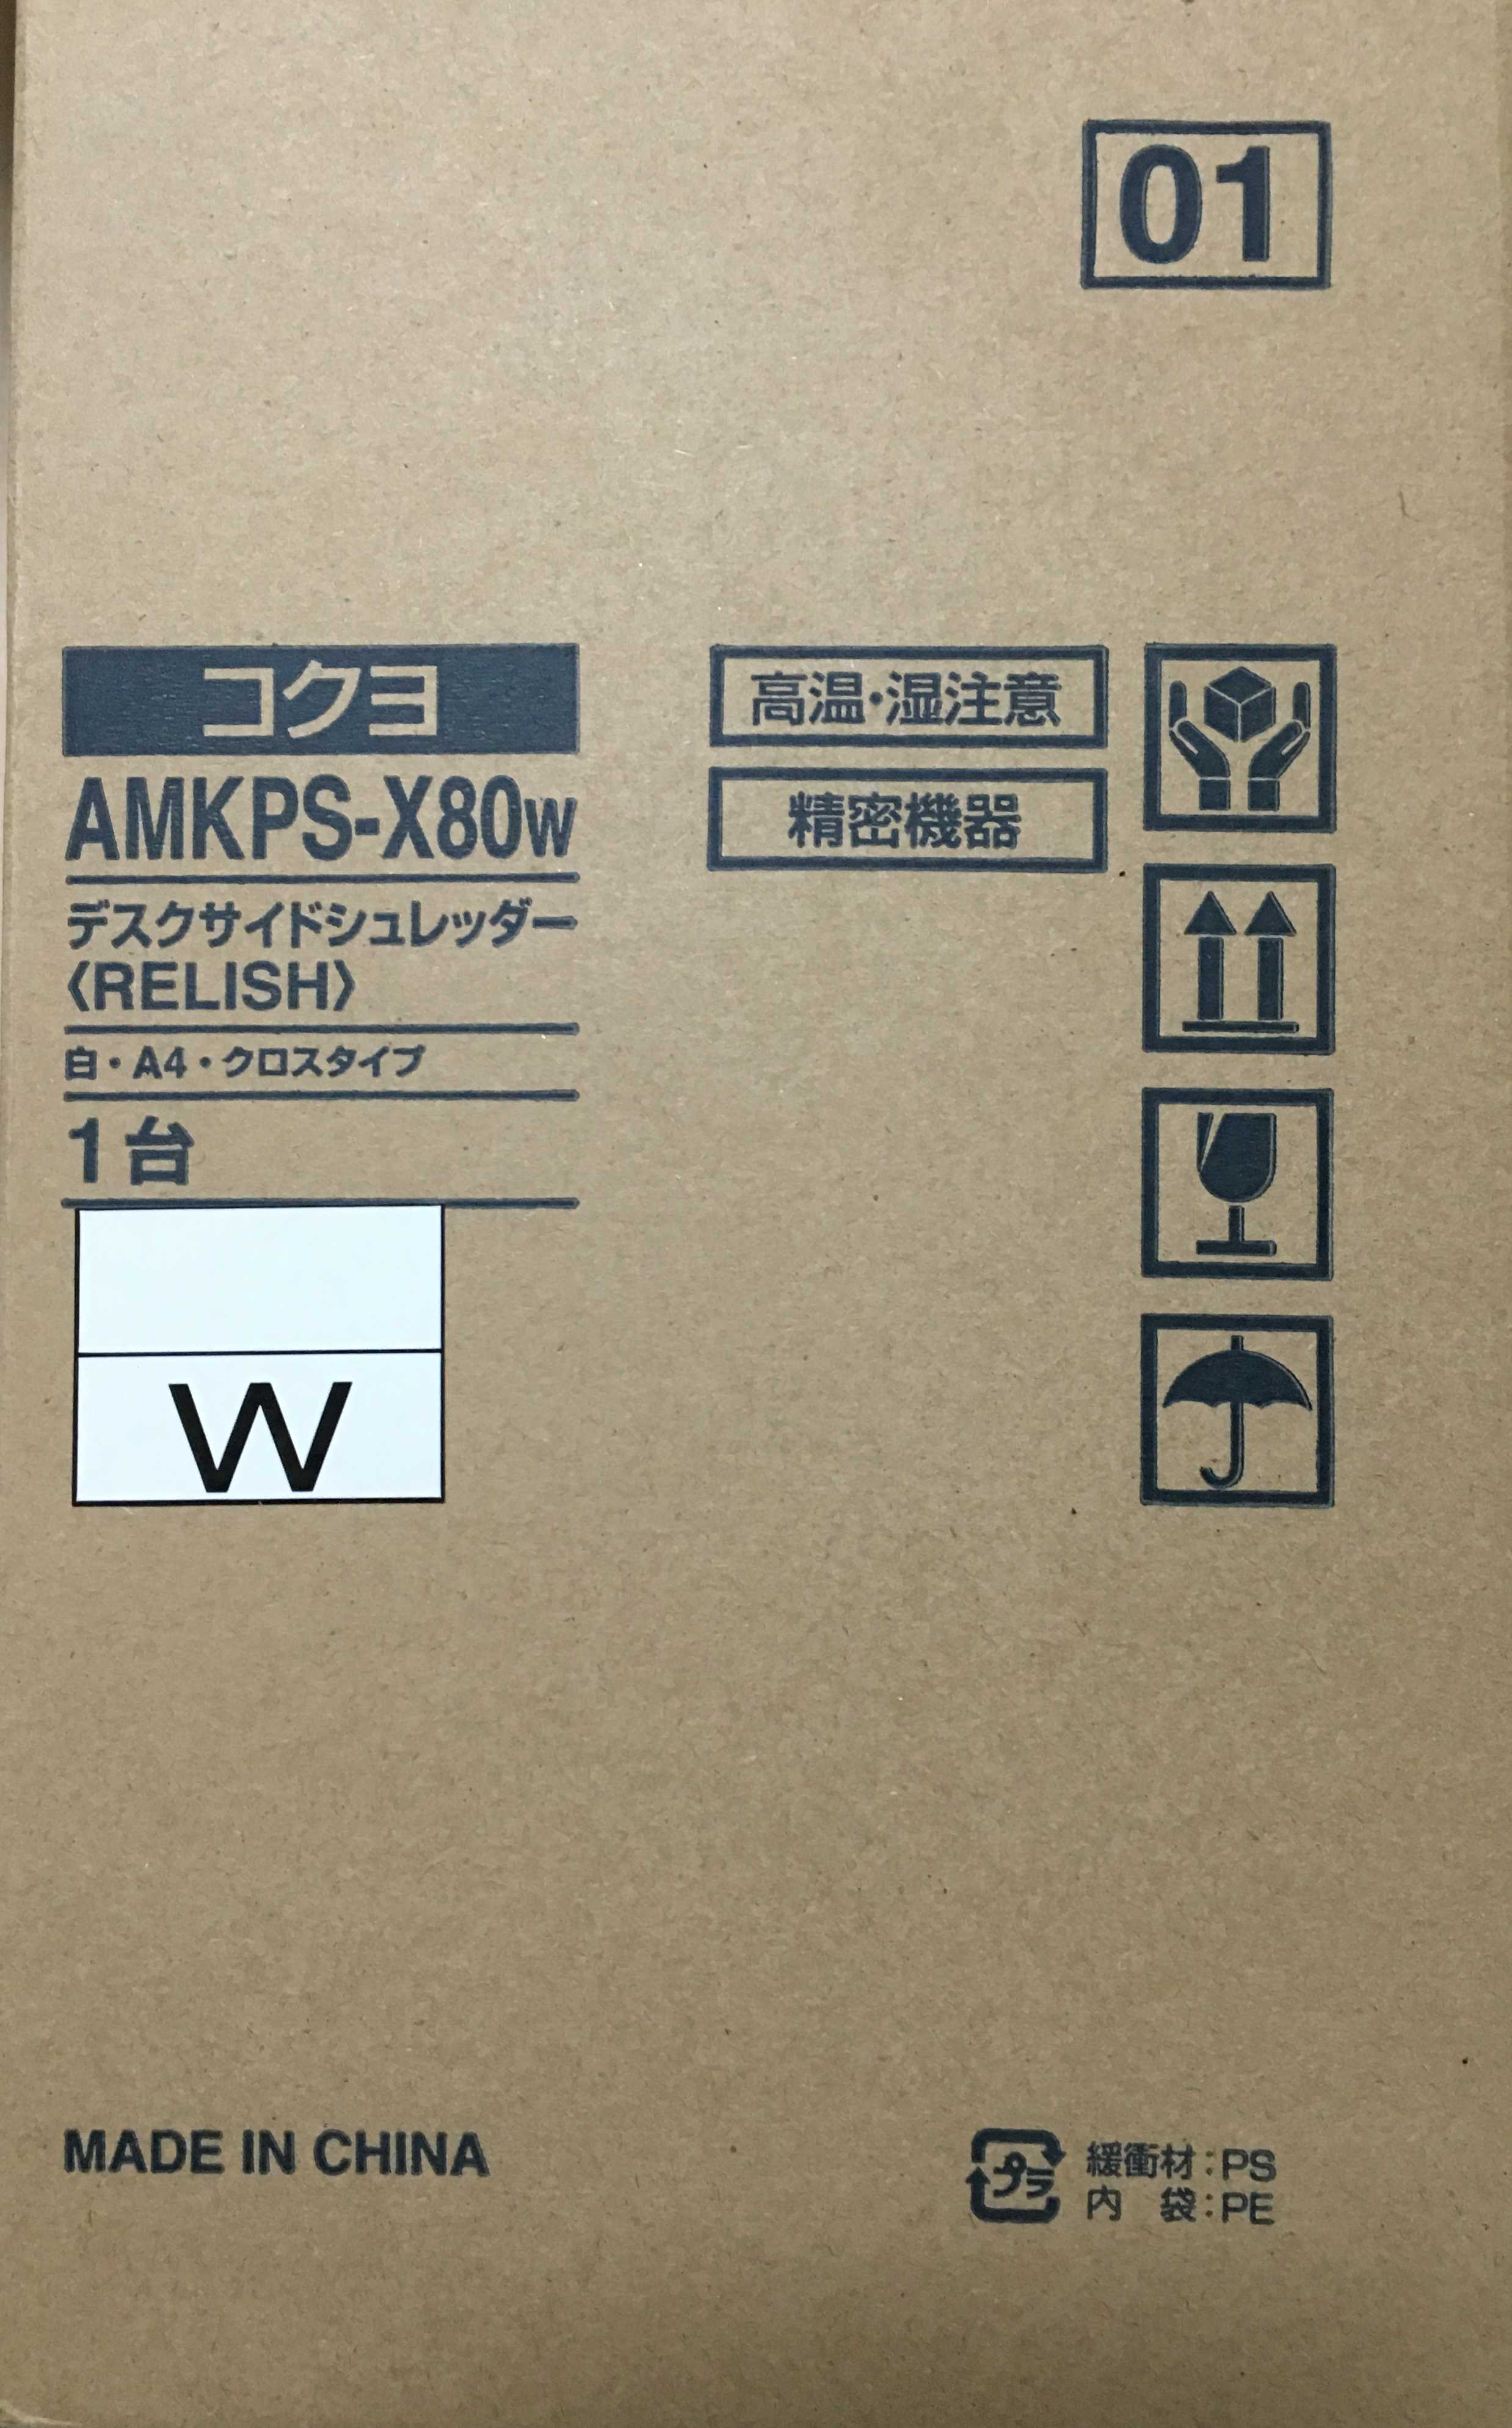 01
コクヨ
AMKPS-X80W
デスクサイドシュレッダー
〈RELISH〉
白・A4・クロスタイプ
1台
W
高温・湿注意
精密機器
MADE IN CHINA
プラ
緩衝材：PS
内　袋：PE